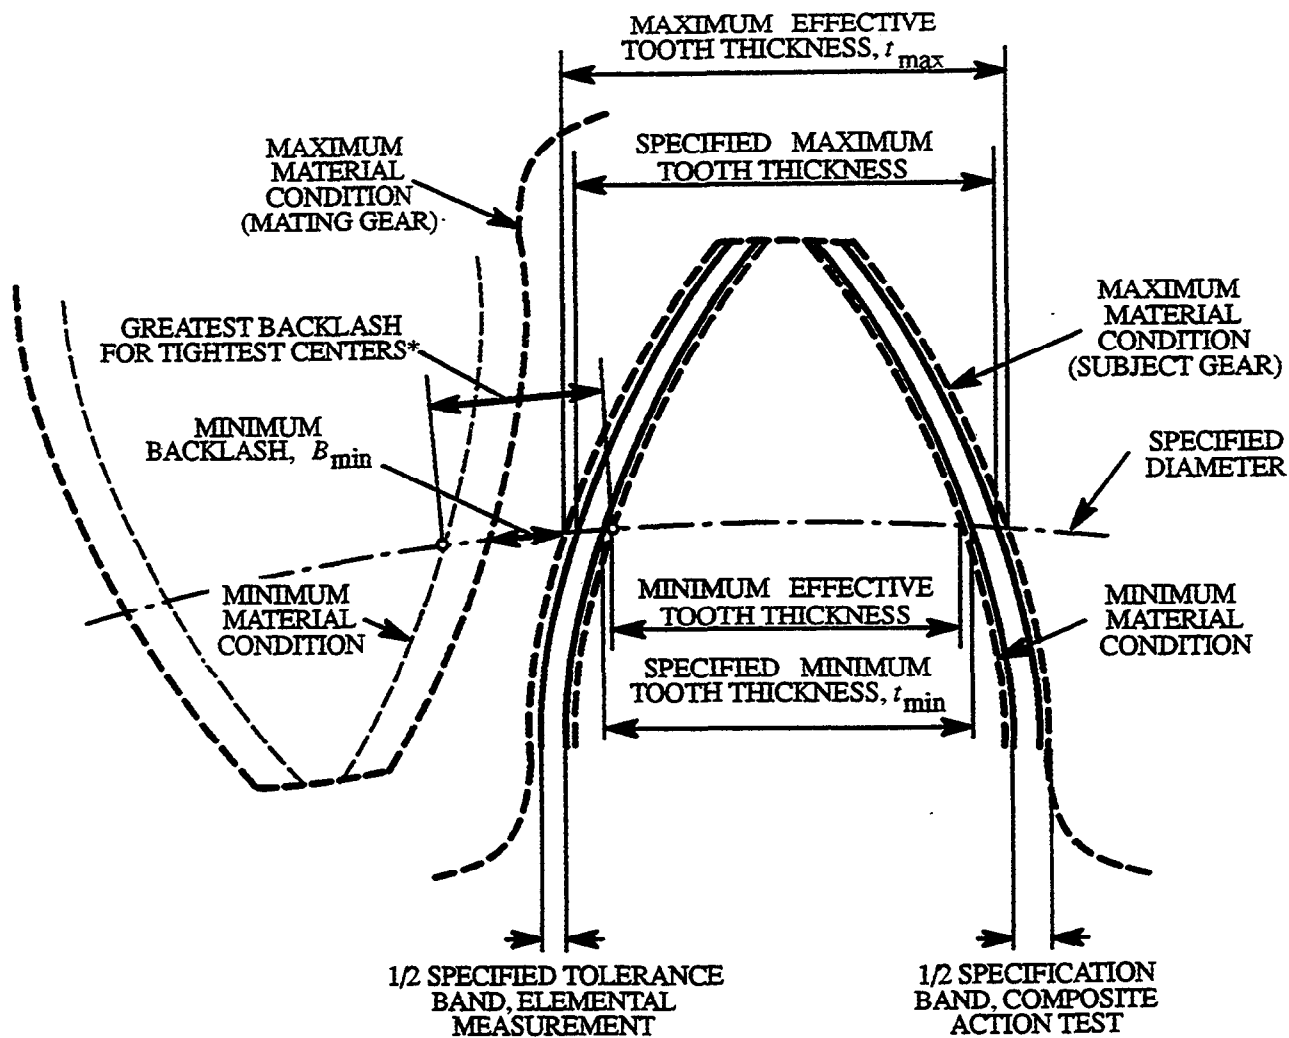 MAXIMUM EFFECTIVE
TOOTH THICKNESS, t max
MAXIMUM
MATERIAL
CONDITION
(MATING GEAR)
SPECIFIED MAXIMUM
TOOTH THICKNESS
GREATEST BACKLASH
FOR TIGHTEST CENTERS*
MAXIMUM
MATERIAL
CONDITION
(SUBJECT GEAR)
MINIMUM
BACKLASH, B min
SPECIFIED
DIAMETER
MINIMUM
MATERIAL
CONDITION
MINIMUM EFFECTIVE
TOOTH THICKNESS
MINIMUM
MATERIAL
CONDITION
SPECIFIED MINIMUM
TOOTH THICKNESS, t min
1/2 SPECIFIED TOLERANCE
BAND, ELEMENTAL
MEASUREMENT
1/2 SPECIFICATION
BAND, COMPOSITE
ACTION TEST